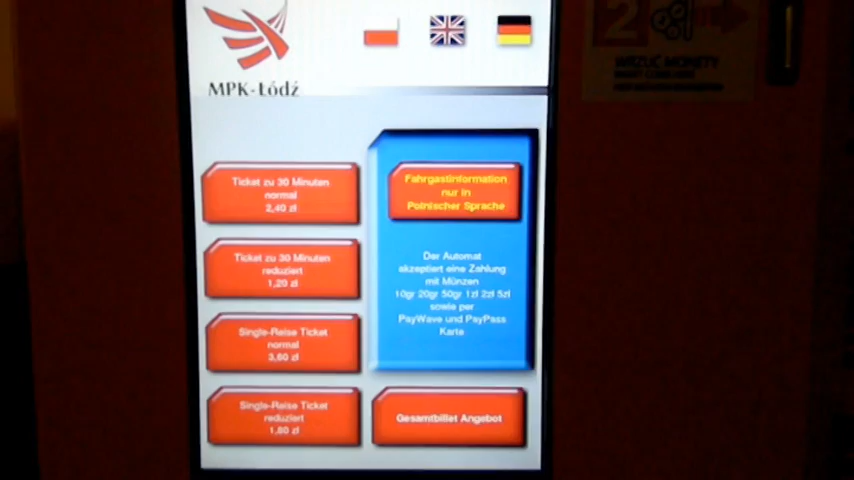 MPK-Łódź
2
WRZUĆ MONETY
Ticket zu 30 Minuten
normal
2,40 zł
Ticket zu 30 Minuten
reduziert
1,20 zł
Single-Reise Ticket
normal
3,60 zł
Single-Reise Ticket
reduziert
1,80 zł
Fahrgastinformation
nur in
Polnischer Sprache
Der Automat
akzeptiert eine Zahlung
mit Münzen
10gr 20gr 50gr 1zł 2zł 5zł
sowie per
PayWave und PayPass
Karte
Gesamtbillet Angebot